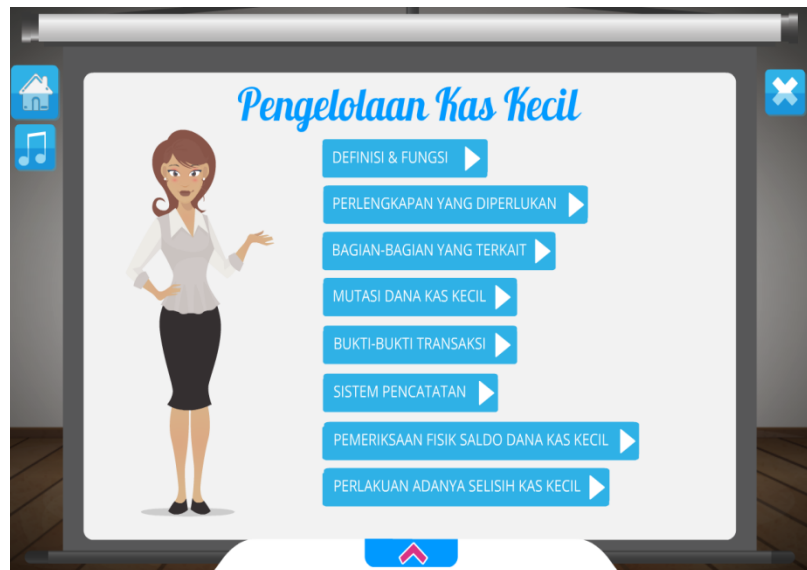 Pengelolaan Kas Kecil
DEFINISI & FUNGSI
PERLENGKAPAN YANG DIPERLUKAN
BAGIAN-BAGIAN YANG TERKAIT
MUTASI DANA KAS KECIL
BUKTI-BUKTI TRANSAKSI
SISTEM PENCATATAN
PEMERIKSAAN FISIK SALDO DANA KAS KECIL
PERLAKUAN ADANYA SELISIH KAS KECIL